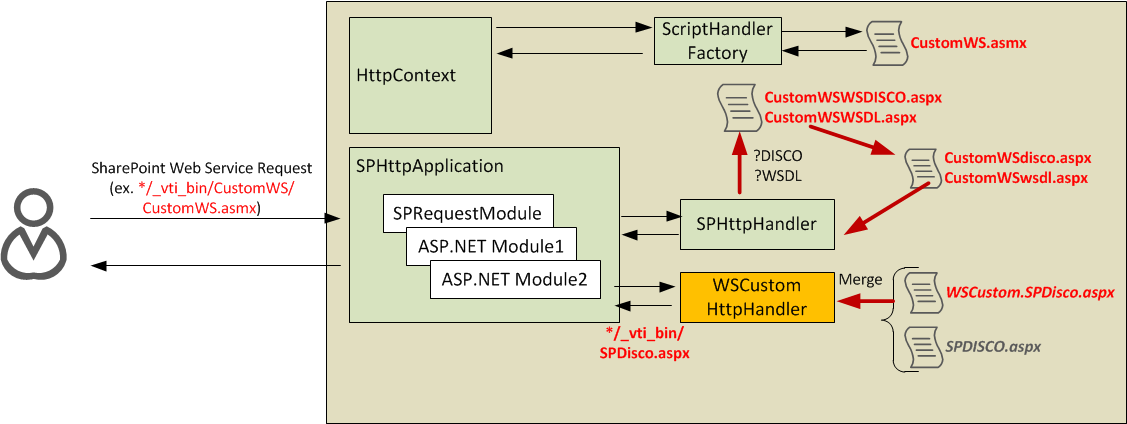 ScriptHandler
Factory
CustomWS.asmx
HttpContext
CustomWSWSDISCO.aspx
CustomWSWSDL.aspx
?DISCO
?WSDL
CustomWSdisco.aspx
CustomWSwsdl.aspx
SharePoint Web Service Request
(ex. */_vti_bin/CustomWS/
CustomWS.asmx)
SPHttpApplication
SPRequestModule
ASP.NET Module1
ASP.NET Module2
SPHttpHandler
WSCustom
HttpHandler
Merge
WSCustom.SPDisco.aspx
SPDISCO.aspx
*/_vti_bin/
SPDisco.aspx